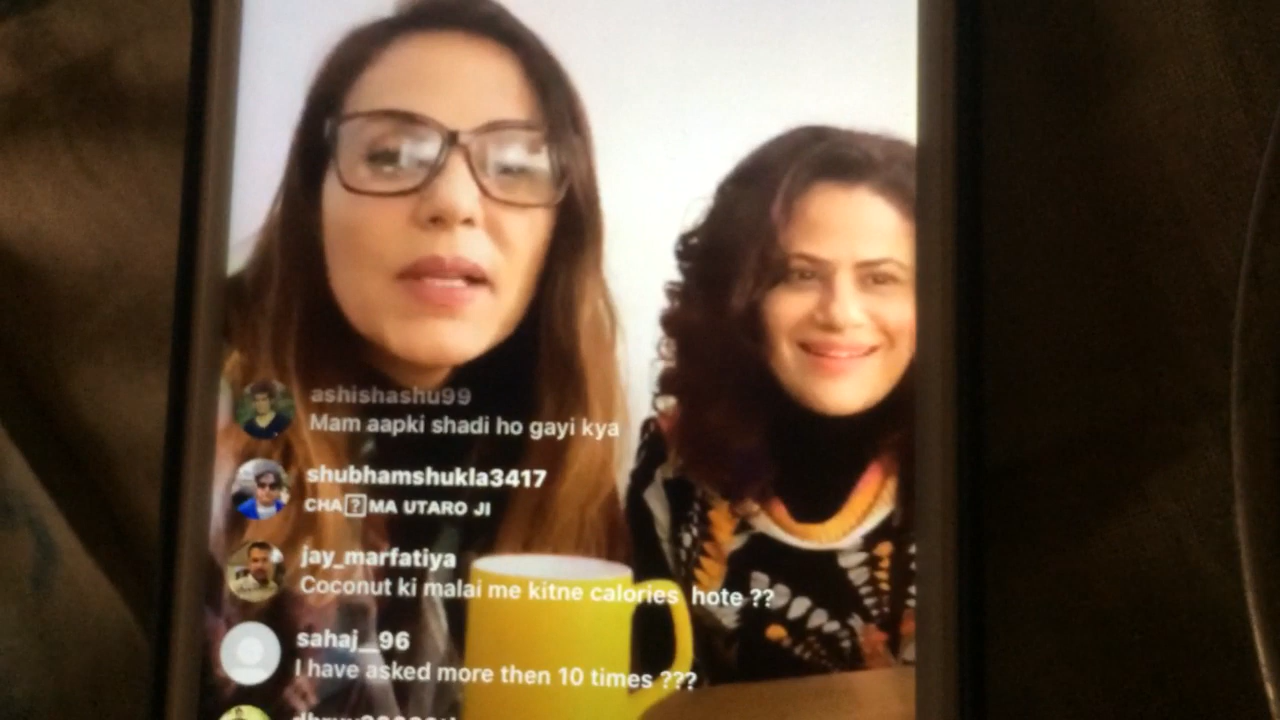 ashishashu99
Mam aapki shadi ho gayi kya
shubhamshukla3417
CHA?MA UTARO JI
jay_marfatiya
Coconut ki malai me kitne calories hote ??
sahaj__96
I have asked more then 10 times ???